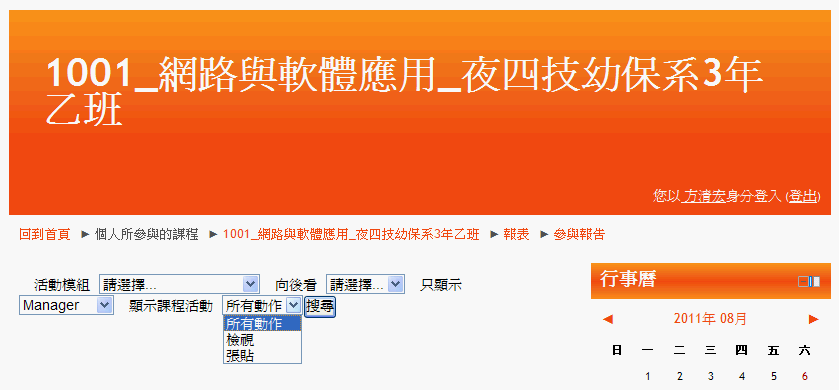 1001_網路與軟體應用_夜四技幼保系3年
乙班
您以 方清宏身分登入 (登出)
回到首頁 ► 個人所參與的課程 ► 1001_網路與軟體應用_夜四技幼保系3年乙班 ► 報表 ► 參與報告
活動模組 請選擇... 向後看 請選擇... 只顯示
Manager 顯示課程活動 所有動作 搜尋
所有動作
檢視
張貼
行事曆
◄ 2011年 08月 ►
日 一 二 三 四 五 六
1 2 3 4 5 6